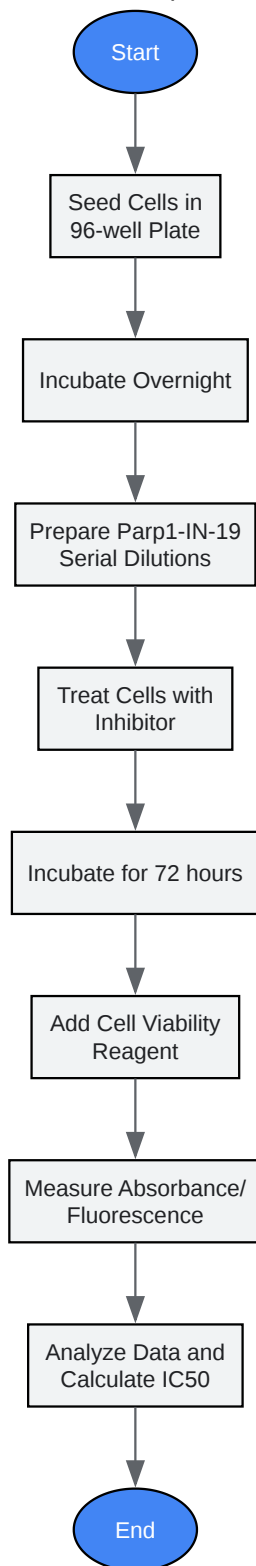 Start
Seed Cells in
96-well Plate
Incubate Overnight
Prepare Parp1-IN-19
Serial Dilutions
Treat Cells with
Inhibitor
Incubate for 72 hours
Add Cell Viability
Reagent
Measure Absorbance/
Fluorescence
Analyze Data and
Calculate IC50
End